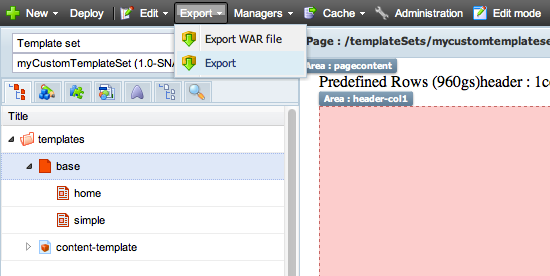 New Deploy Edit Export Managers Cache Administration Edit mode
Template set
myCustomTemplateSet (1.0-SNA
Export WAR file
Export
Page : /templateSets/mycustomtemplatese
Area : pagecontent
Predefined Rows (960gs)header : 1c
Area : header-col1
Title
templates
base
home
simple
content-template